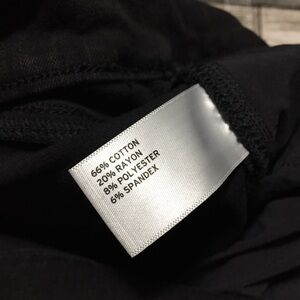 66% COTTON
20% RAYON
8% POLYESTER
6% SPANDEX